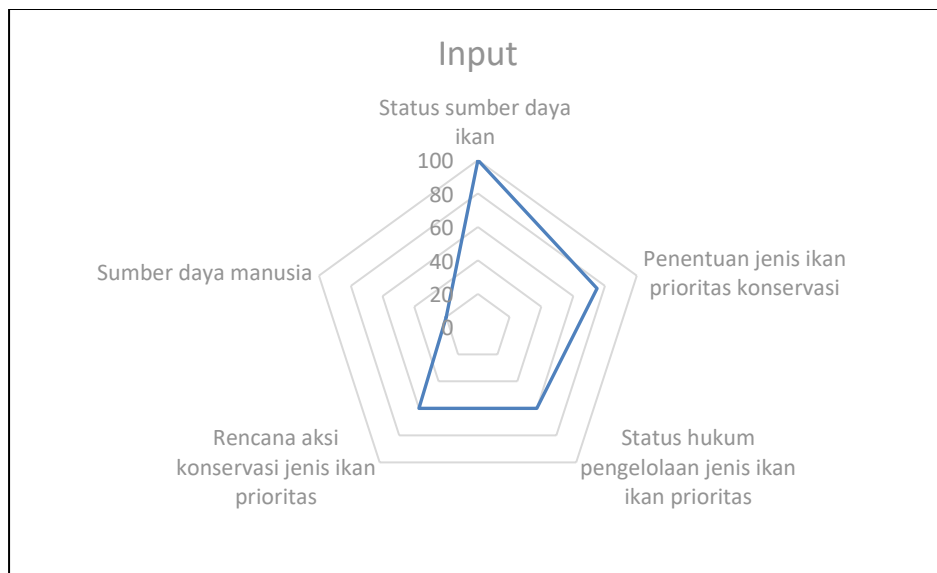 Input
Status sumber daya
ikan
100
80
60
40
20
0
Penentuan jenis ikan
prioritas konservasi
Status hukum
pengelolaan jenis ikan
ikan prioritas
Rencana aksi
konservasi jenis ikan
prioritas
Sumber daya manusia